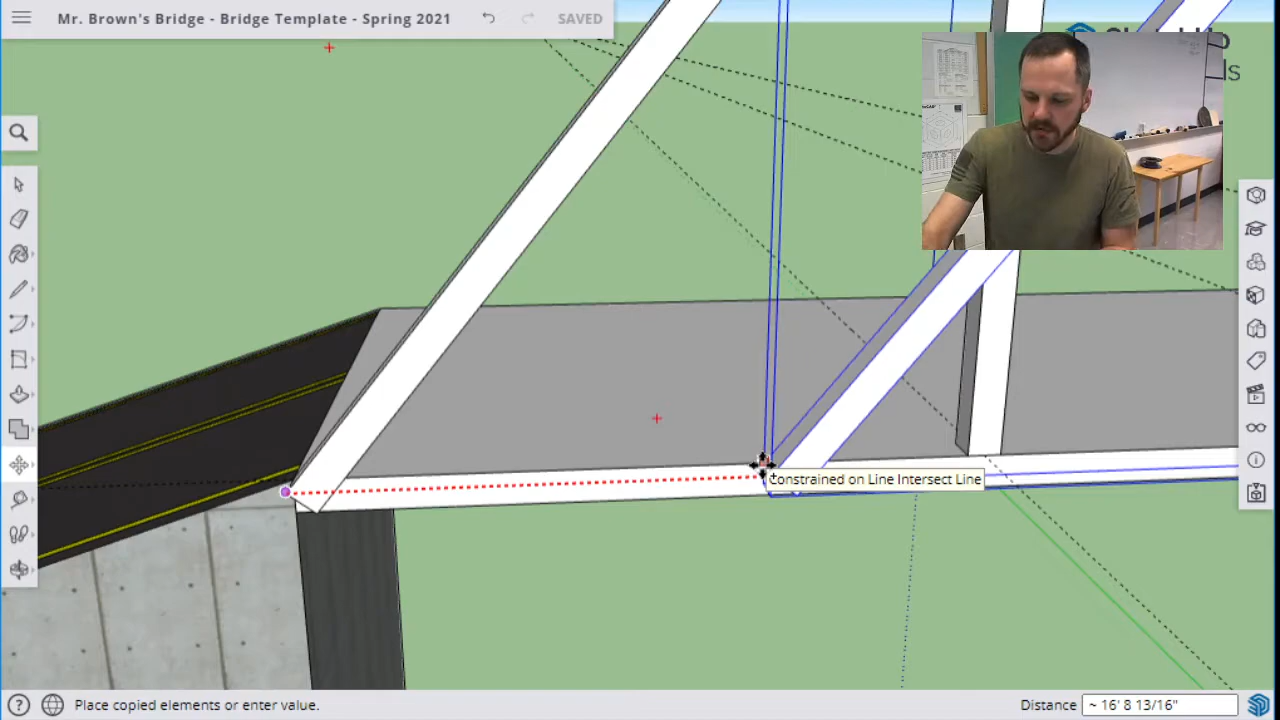 Mr. Brown's Bridge - Bridge Template - Spring 2021
SAVED
Constrained on Line Intersect Line
Place copied elements or enter value.
Distance
~ 16' 8 13/16"